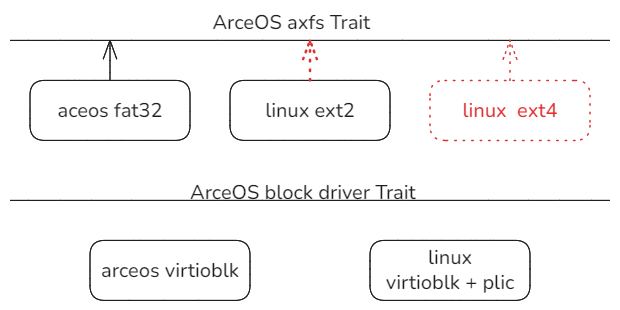 ArceOS axfs Trait
aceos fat32
linux ext2
linux ext4
ArceOS block driver Trait
arceos virtioblk
linux
virtioblk + plic